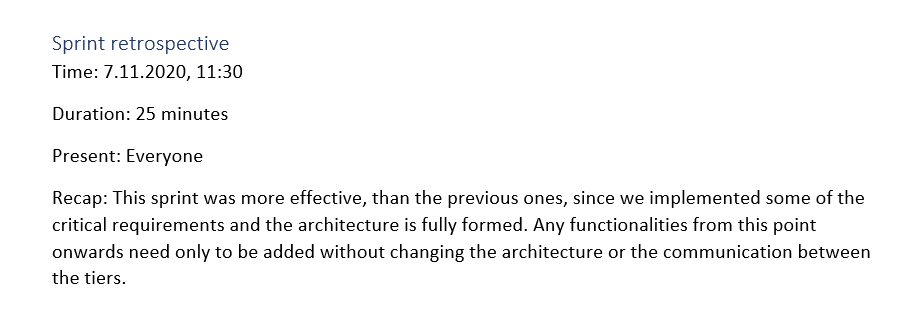 Sprint retrospective
Time: 7.11.2020, 11:30
Duration: 25 minutes
Present: Everyone
Recap: This sprint was more effective, than the previous ones, since we implemented some of the
critical requirements and the architecture is fully formed. Any functionalities from this point
onwards need only to be added without changing the architecture or the communication between
the tiers.